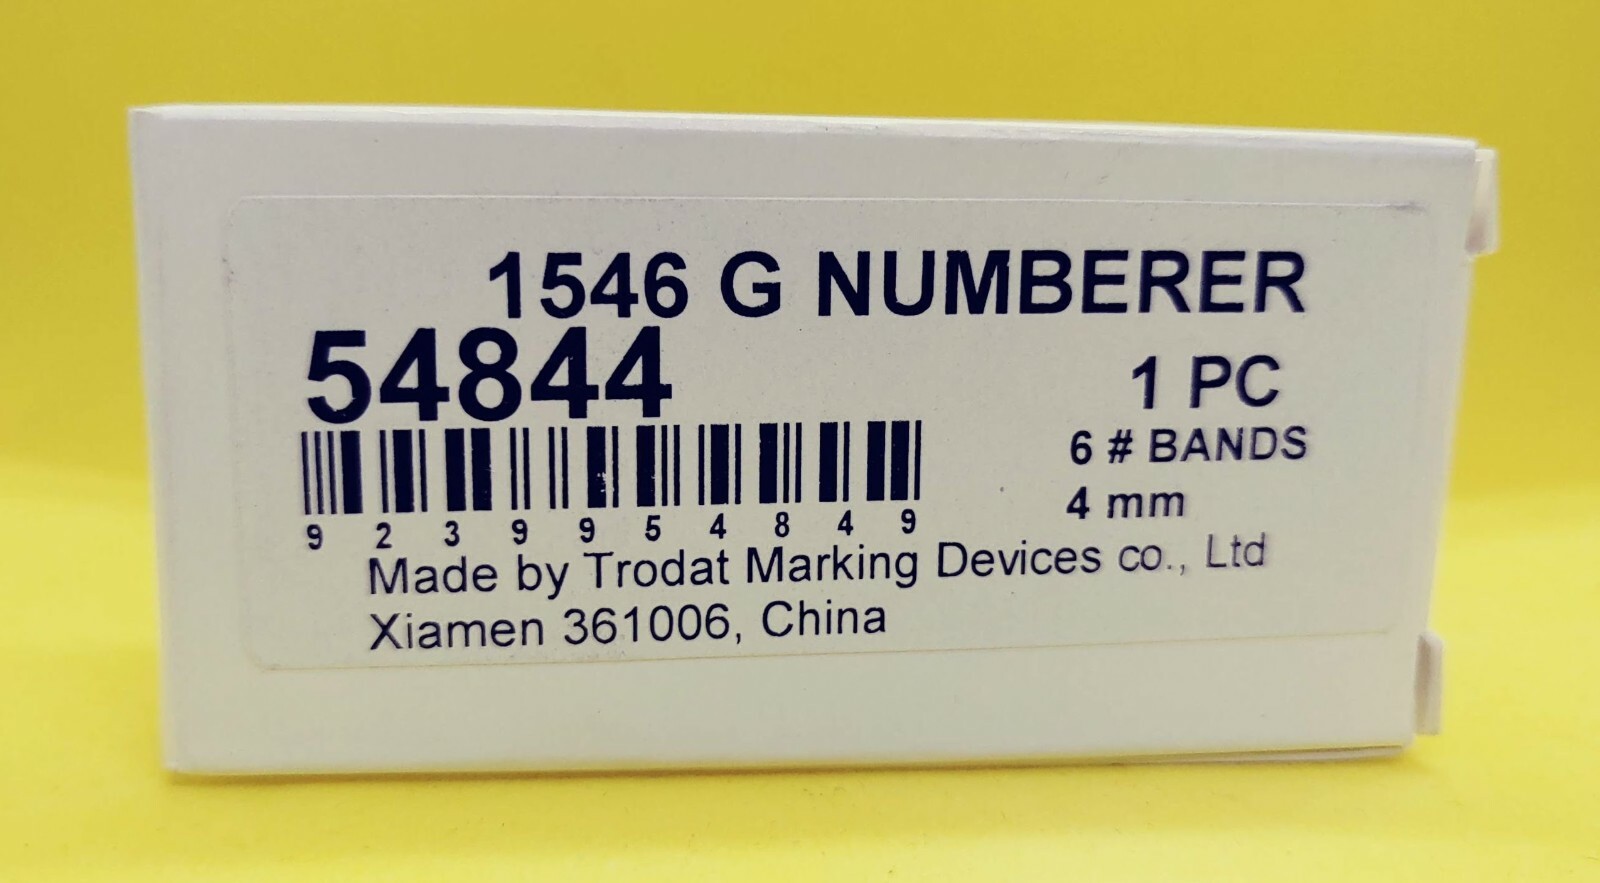 1546 G NUMBERER
54844
1 PC
6 # BANDS
4 mm
9 2 3 9 9 5 4 8 4 9
Made by Trodat Marking Devices co., Ltd
Xiamen 361006, China